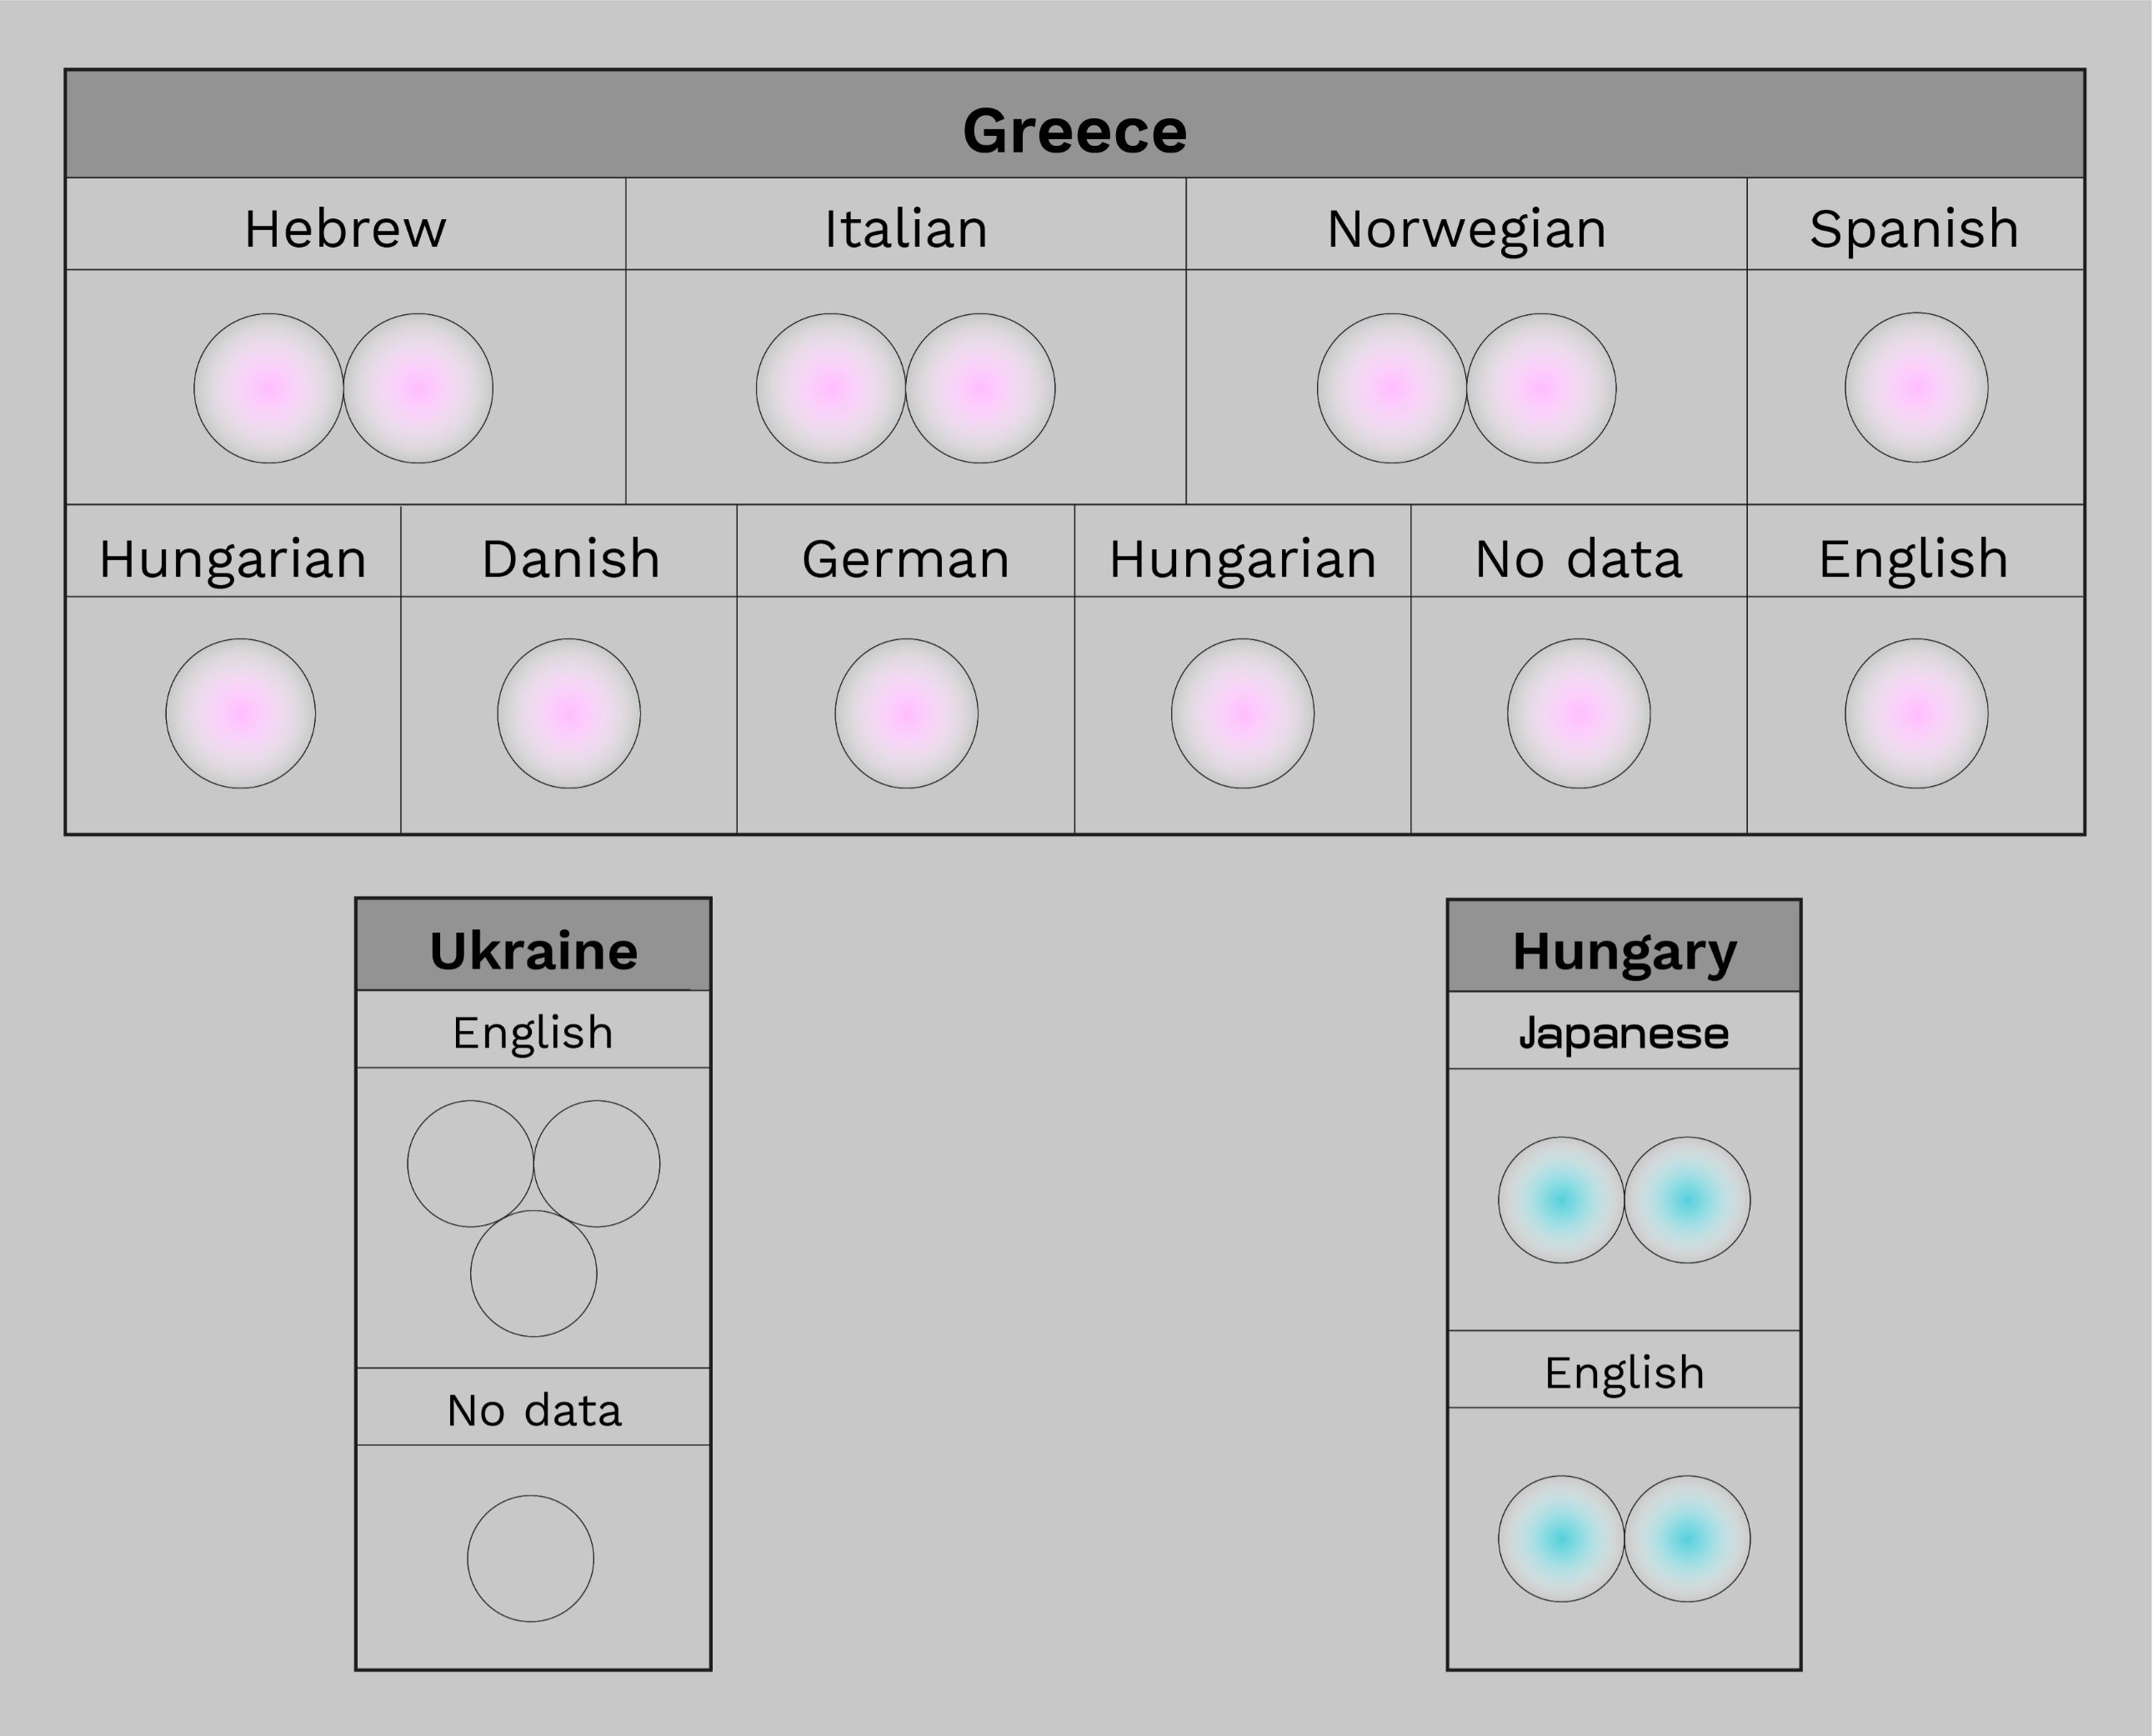 Greece
Hebrew Italian Norwegian Spanish
Hungarian Danish German Hungarian No data English
Ukraine
English
No data
Hungary
Japanese
English